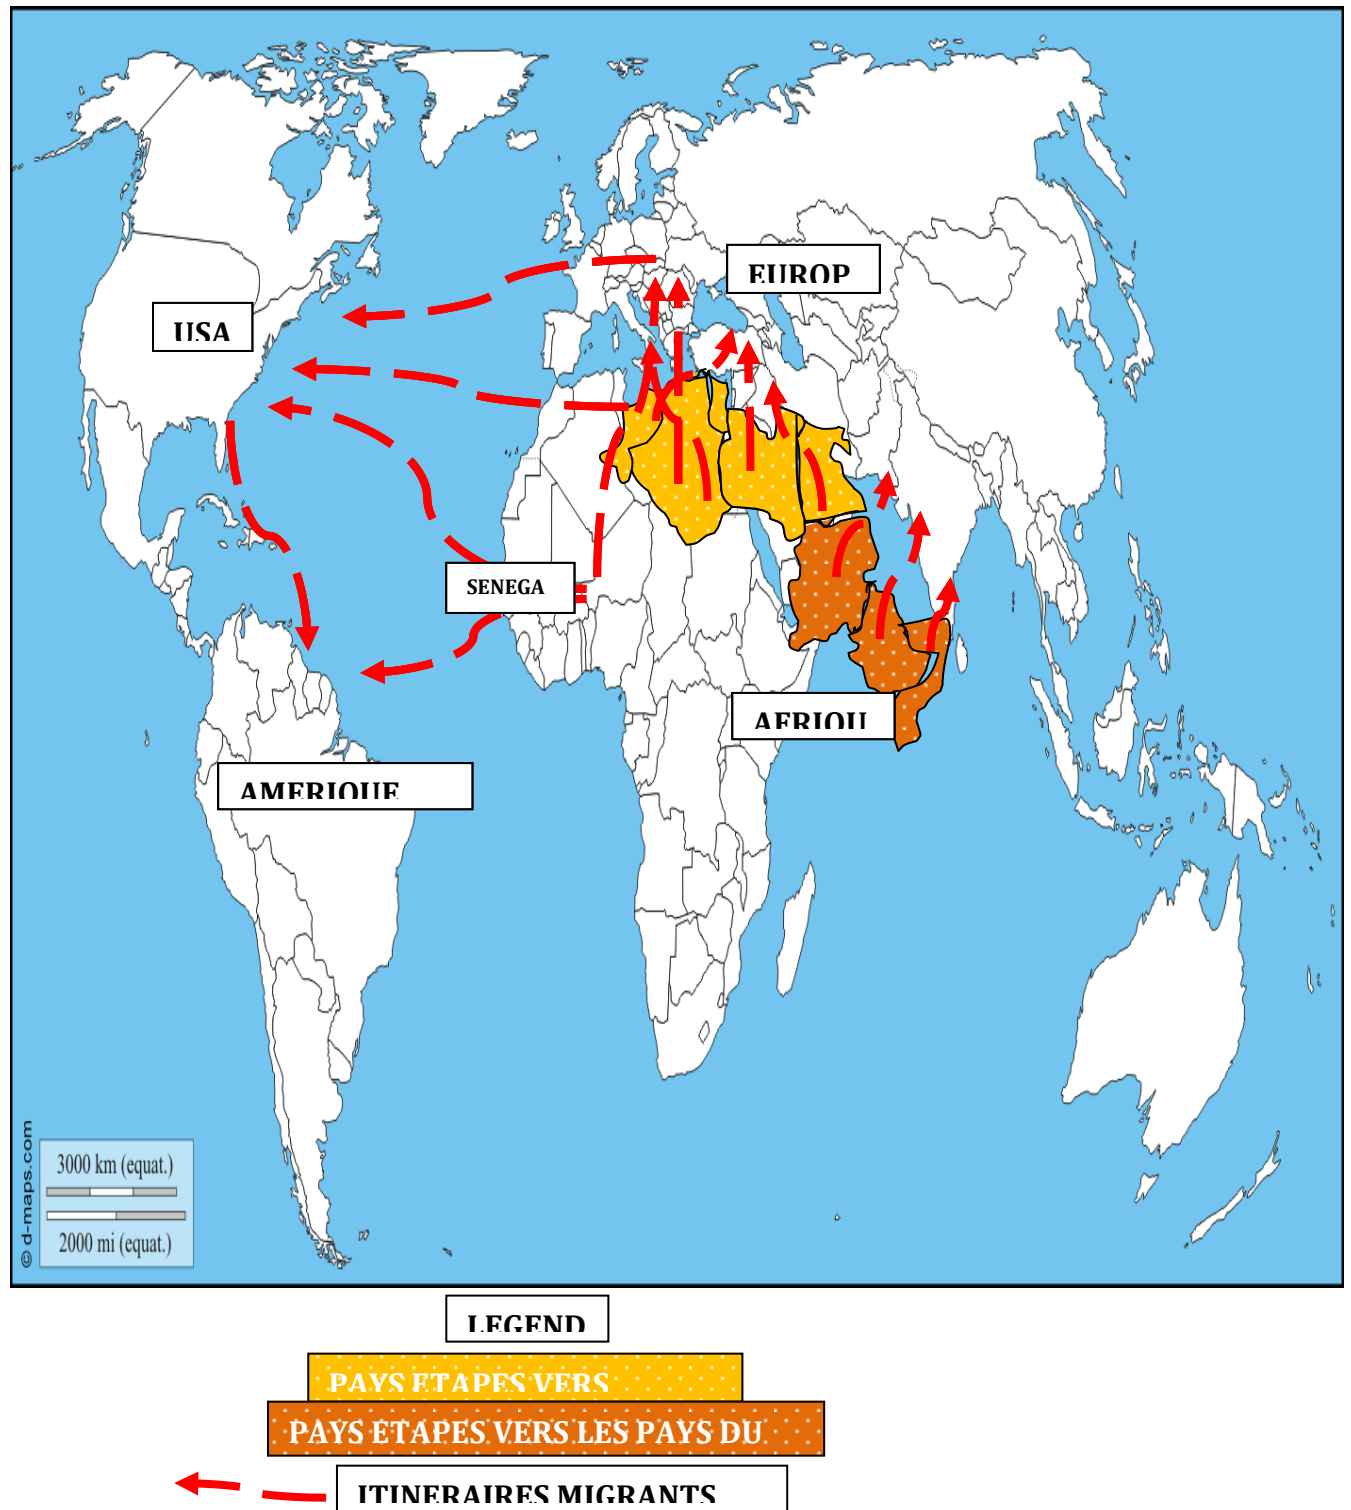 EUROP
USA
SENEGA
AFRIQU
AMERIQUE
© d-maps.com
3000 km (equat.)
2000 mi (equat.)
LEGEND
PAYS ETAPES VERS
PAYS ETAPES VERS LES PAYS DU
ITINERAIRES MIGRANTS